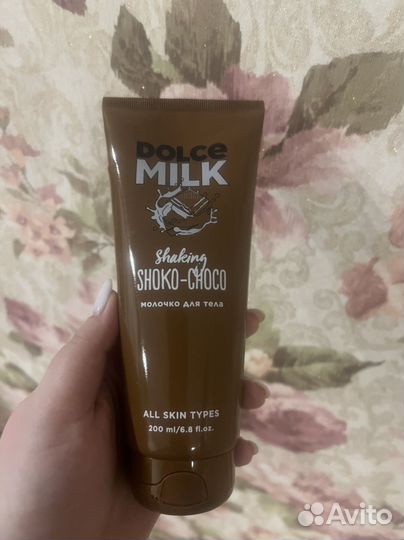 DOLCE
MILK
Shaking
SHOKO-CHOCO
МОЛОЧКО ДЛЯ ТЕЛА
ALL SKIN TYPES
200 ml/6.8 fl.oz.
Avito